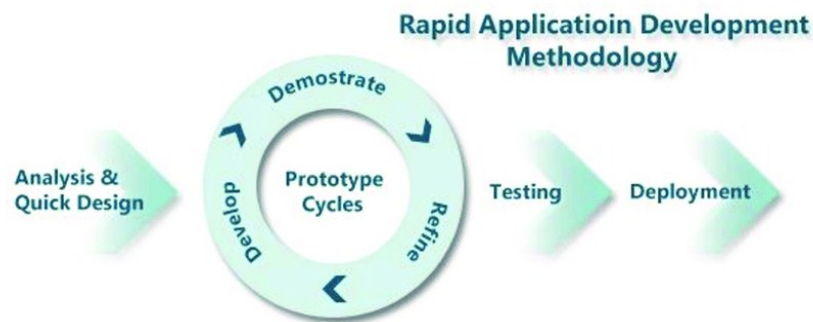 Rapid Applicatioin Development
Methodology
Analysis &
Quick Design
Demostrate
Refine
Develop
Prototype
Cycles
Testing
Deployment